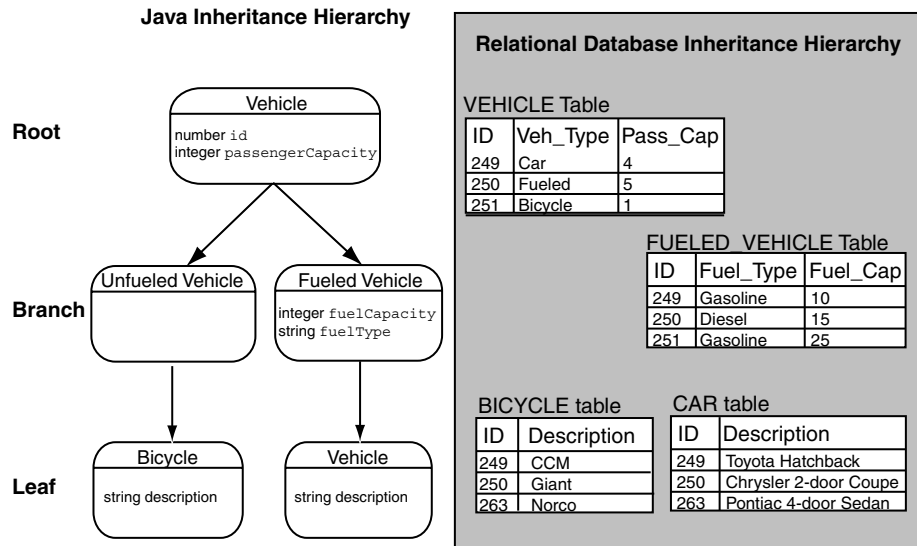 Java Inheritance Hierarchy
Root
Vehicle
number id
integer passengerCapacity
Branch
Unfueled Vehicle
Fueled Vehicle
integer fuelCapacity
string fuelType
Leaf
Bicycle
string description
Vehicle
string description
Relational Database Inheritance Hierarchy
VEHICLE Table
ID Veh_Type Pass_Cap
249 Car 4
250 Fueled 5
251 Bicycle 1
FUELED_VEHICLE Table
ID Fuel_Type Fuel_Cap
249 Gasoline 10
250 Diesel 15
251 Gasoline 25
BICYCLE table
ID Description
249 CCM
250 Giant
263 Norco
CAR table
ID Description
249 Toyota Hatchback
250 Chrysler 2-door Coupe
263 Pontiac 4-door Sedan